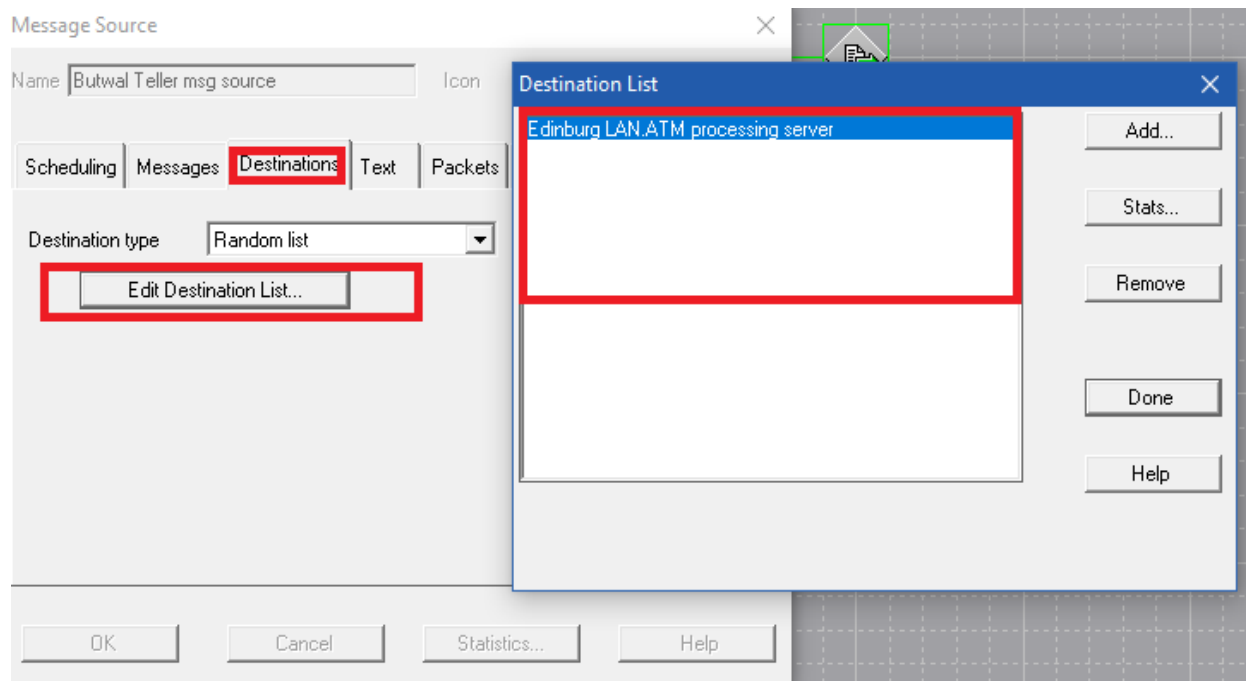 Message Source
Name Butwal Teller msg source Icon
Scheduling Messages Destinations Text Packets
Destination type Random list
Edit Destination List...
OK Cancel Statistics... Help
Destination List
Edinburg LAN.ATM processing server
Add...
Stats...
Remove
Done
Help